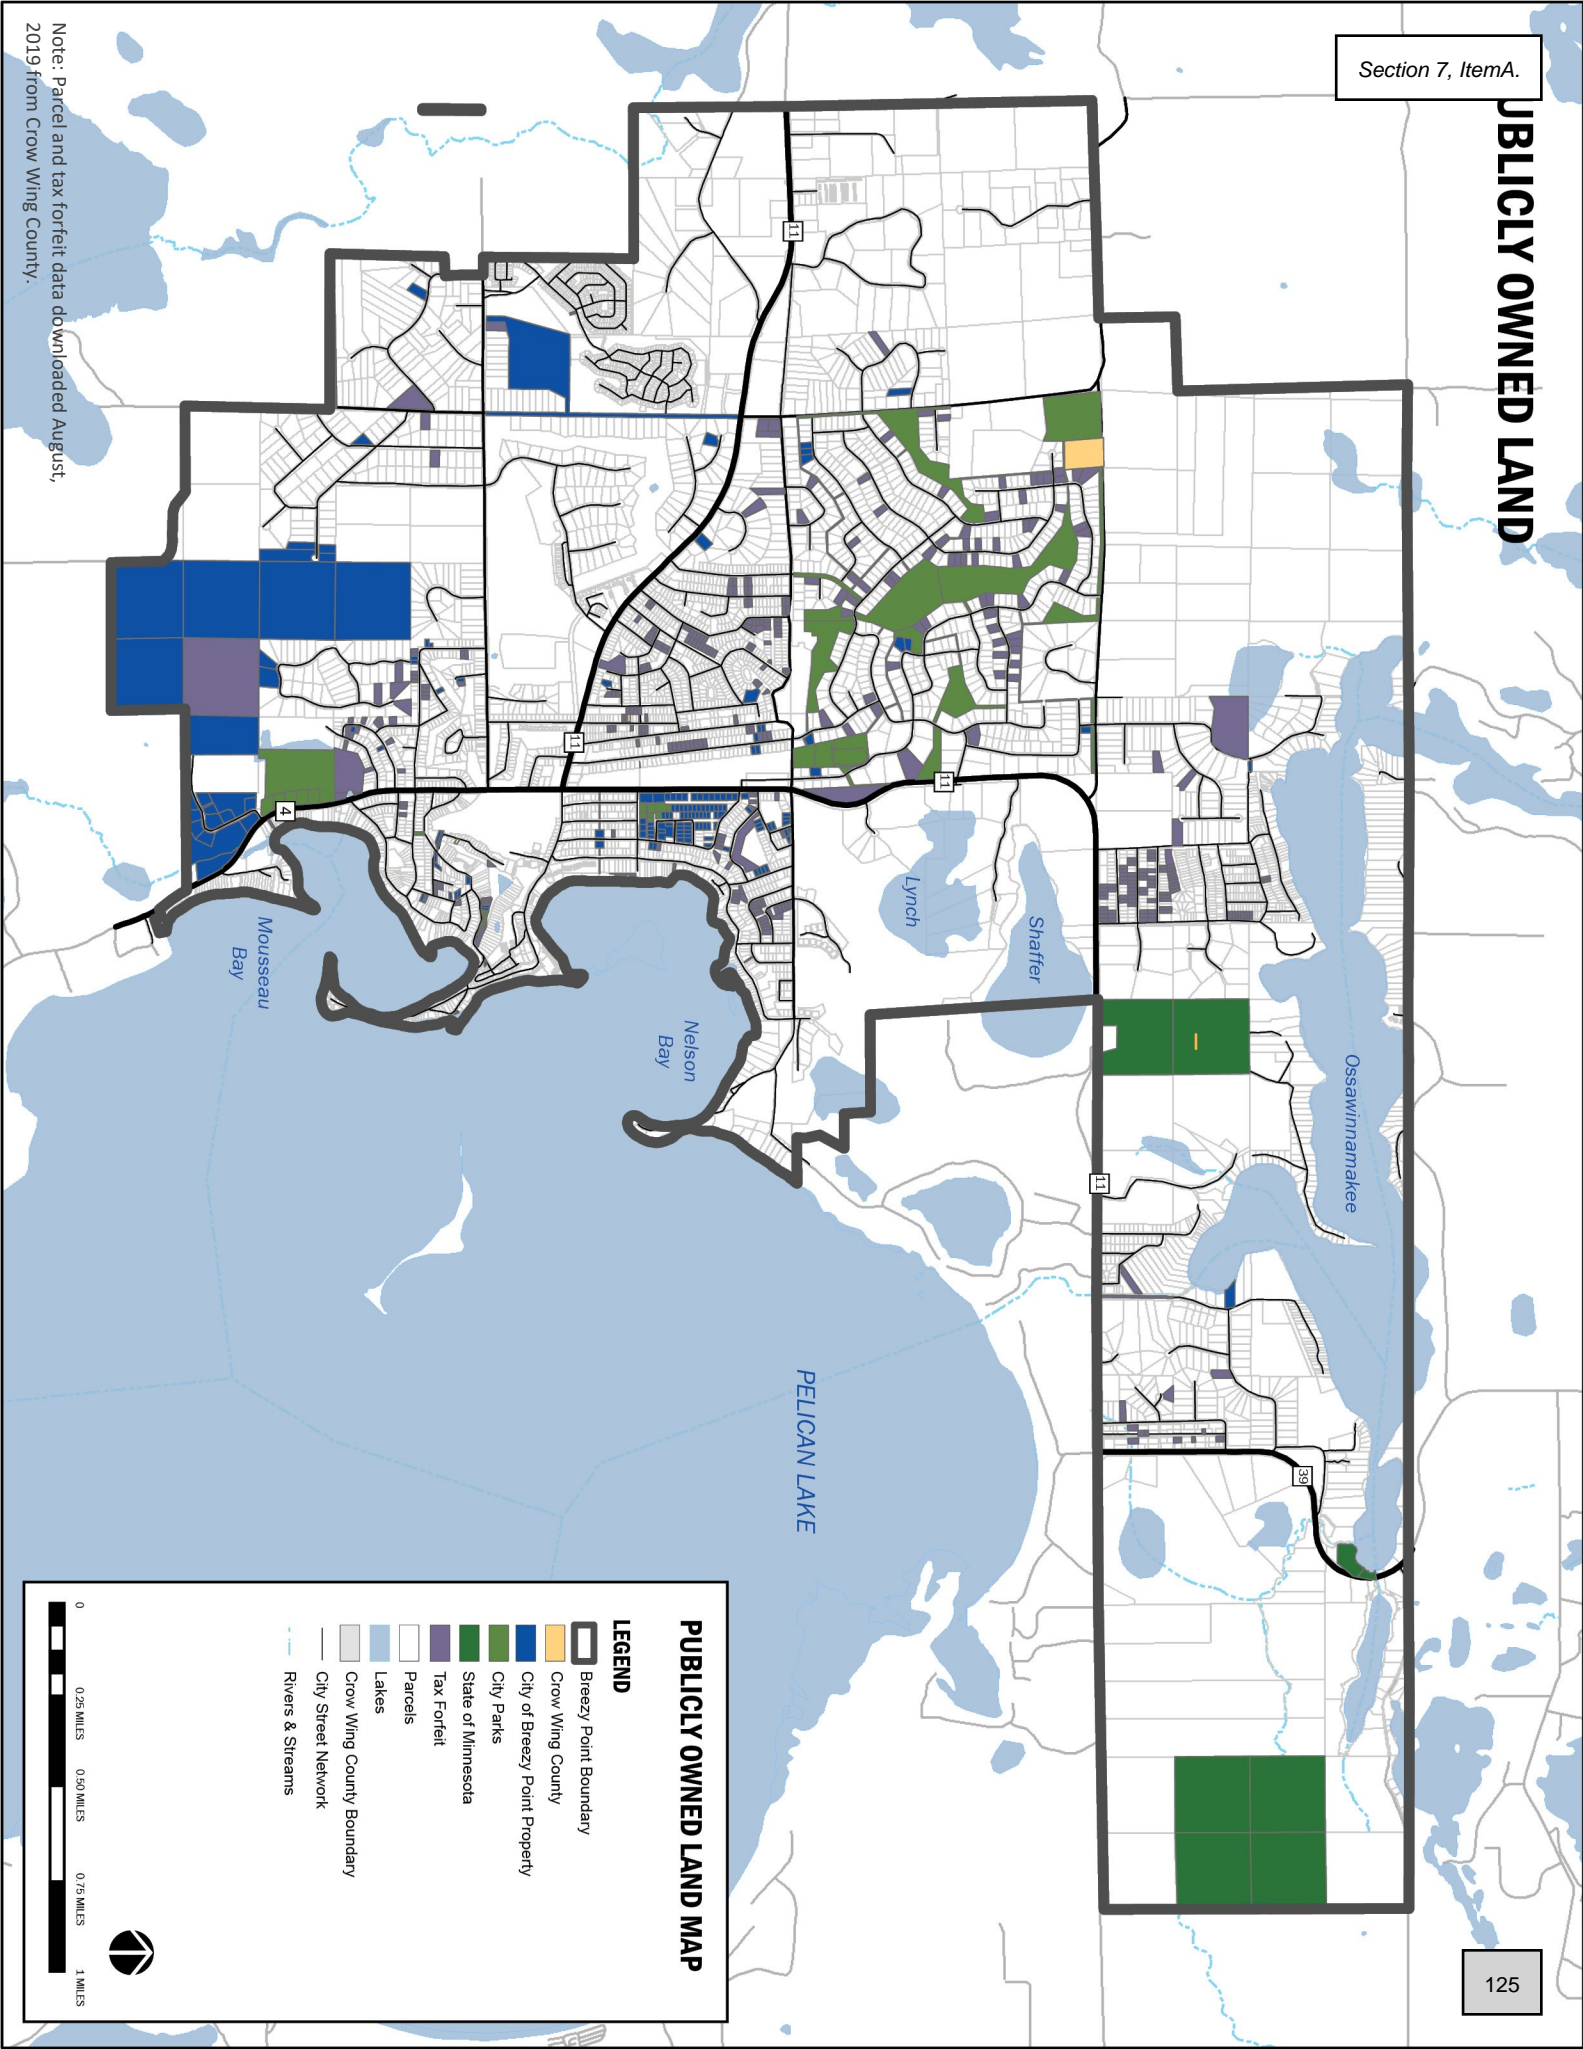 Section 7, ItemA.
UBLICLY OWNED LAND
125
11
11
11
11
4
39
Ossawinnamakee
Shaffer
Lynch
Nelson
Bay
Mousseau
Bay
PELICAN LAKE
PUBLICLY OWNED LAND MAP
LEGEND
Breezy Point Boundary
Crow Wing County
City of Breezy Point Property
City Parks
State of Minnesota
Tax Forfeit
Parcels
Lakes
Crow Wing County Boundary
City Street Network
Rivers & Streams
0 0.25 MILES 0.50 MILES 0.75 MILES 1 MILES
Note: Parcel and tax forfeit data downloaded August,
2019 from Crow Wing County.